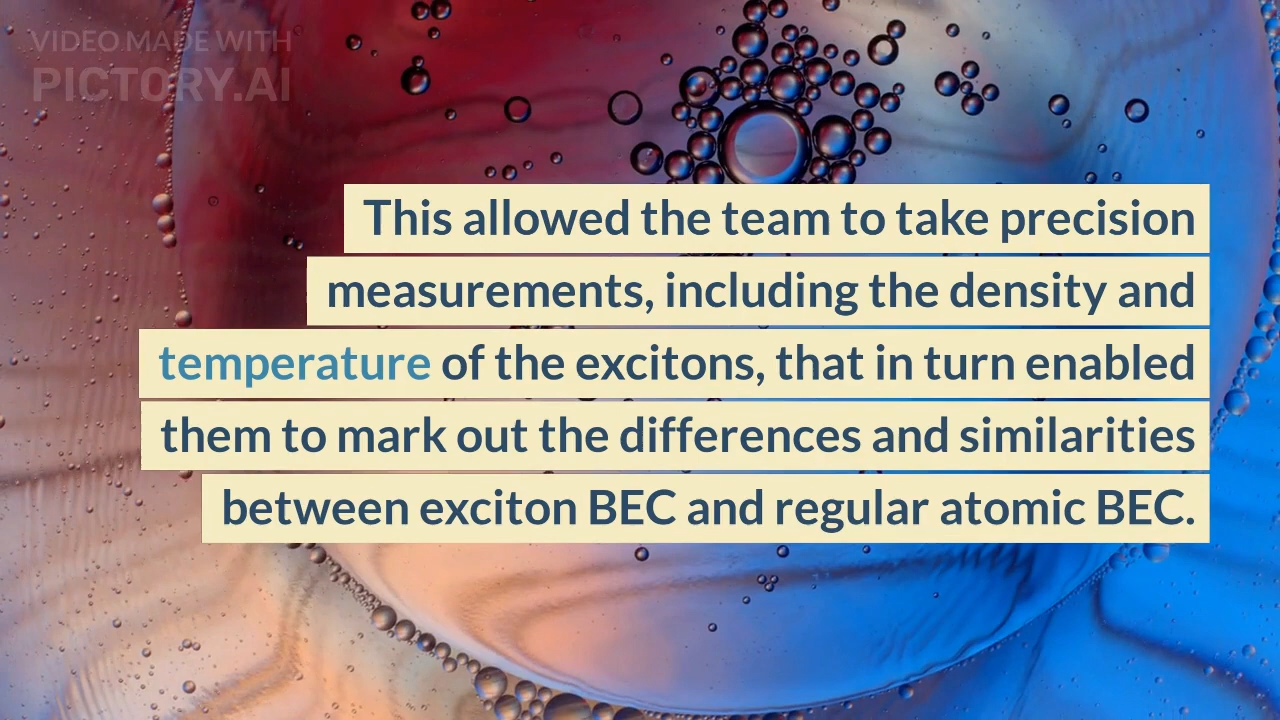 VIDEO MADE WITH
PICTORY.AI
This allowed the team to take precision
measurements, including the density and
temperature of the excitons, that in turn enabled
them to mark out the differences and similarities
between exciton BEC and regular atomic BEC.